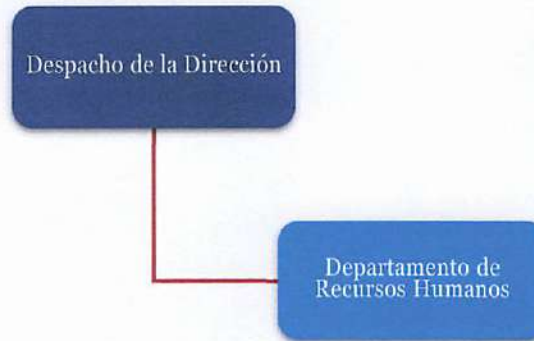 Despacho de la Dirección
Departamento de
Recursos Humanos